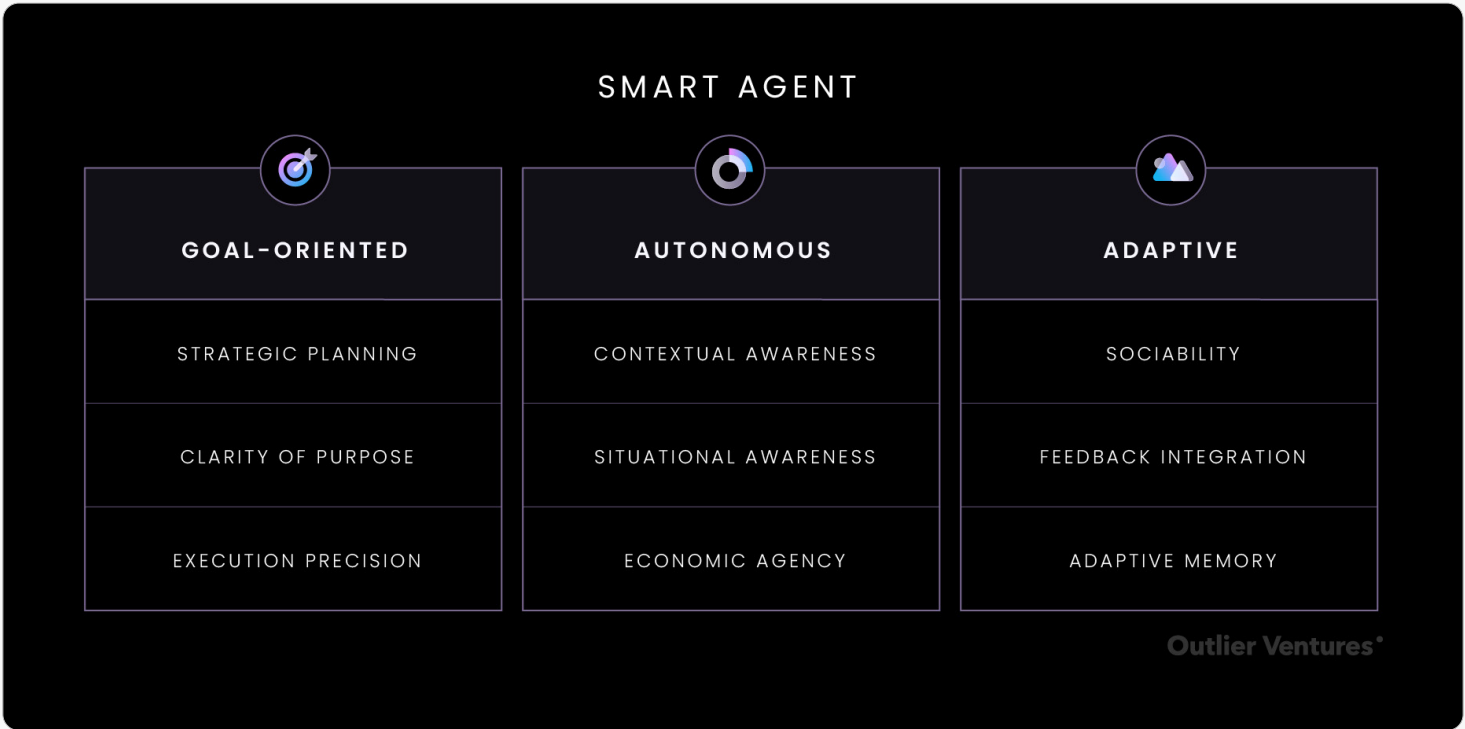 SMART AGENT
GOAL-ORIENTED
STRATEGIC PLANNING
CLARITY OF PURPOSE
EXECUTION PRECISION
AUTONOMOUS
CONTEXTUAL AWARENESS
SITUATIONAL AWARENESS
ECONOMIC AGENCY
ADAPTIVE
SOCIABILITY
FEEDBACK INTEGRATION
ADAPTIVE MEMORY
Outlier Ventures